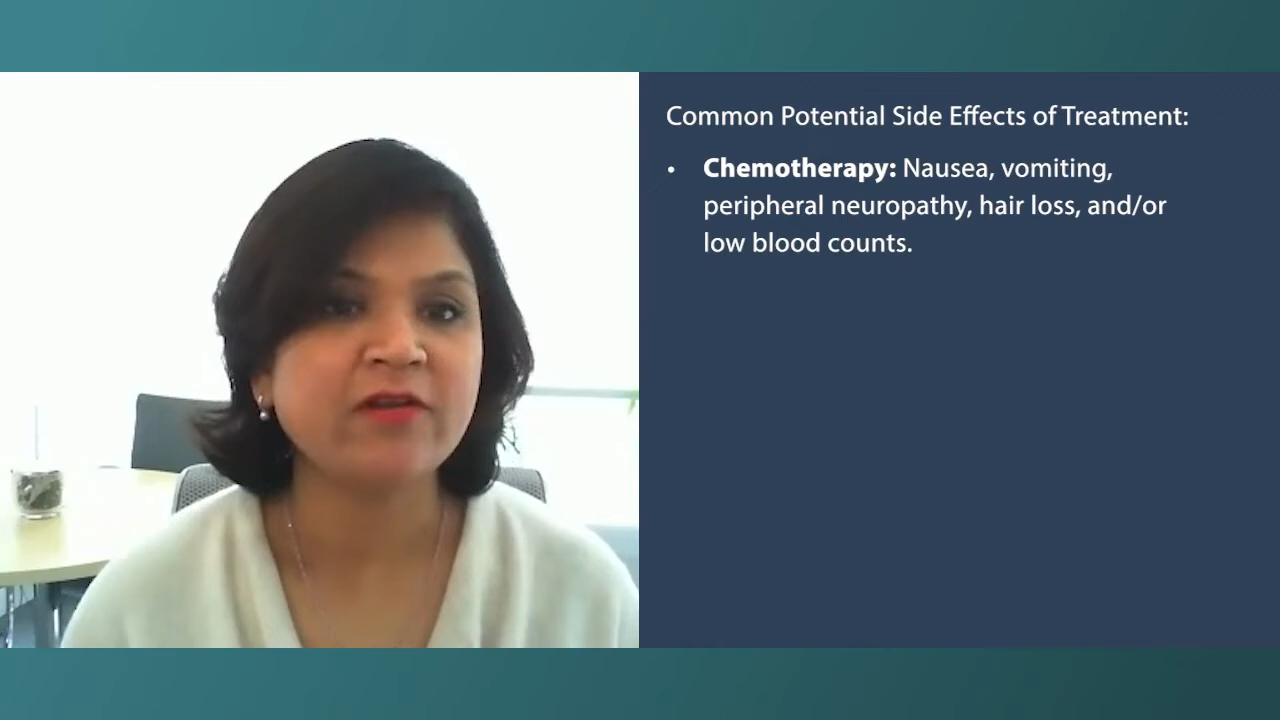 Common Potential Side Effects of Treatment:
• Chemotherapy: Nausea, vomiting,
peripheral neuropathy, hair loss, and/or
low blood counts.